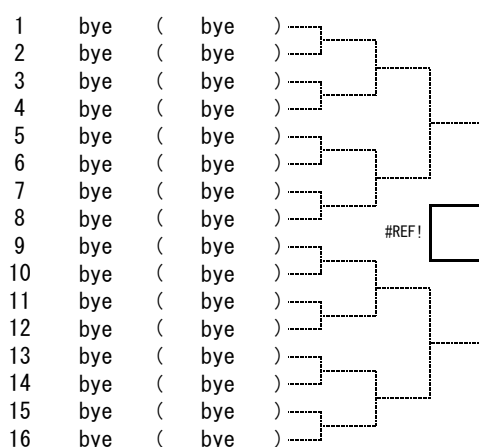 1 bye ( bye )
2 bye ( bye )
3 bye ( bye )
4 bye ( bye )
5 bye ( bye )
6 bye ( bye )
7 bye ( bye )
8 bye ( bye )
#REF!
9 bye ( bye )
10 bye ( bye )
11 bye ( bye )
12 bye ( bye )
13 bye ( bye )
14 bye ( bye )
15 bye ( bye )
16 bye ( bye )